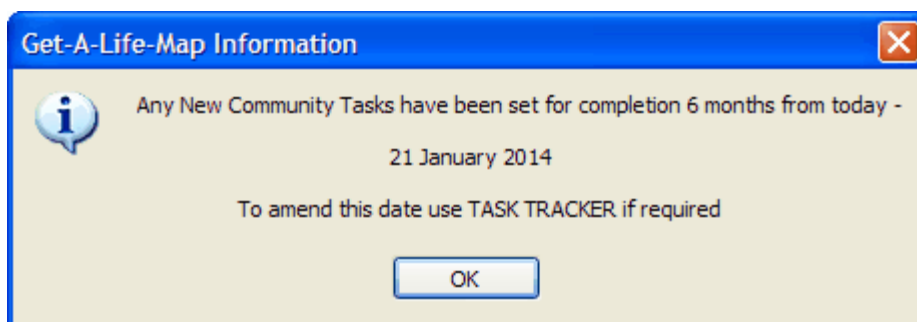 Get-A-Life-Map Information
Any New Community Tasks have been set for completion 6 months from today -
21 January 2014
To amend this date use TASK TRACKER if required
OK